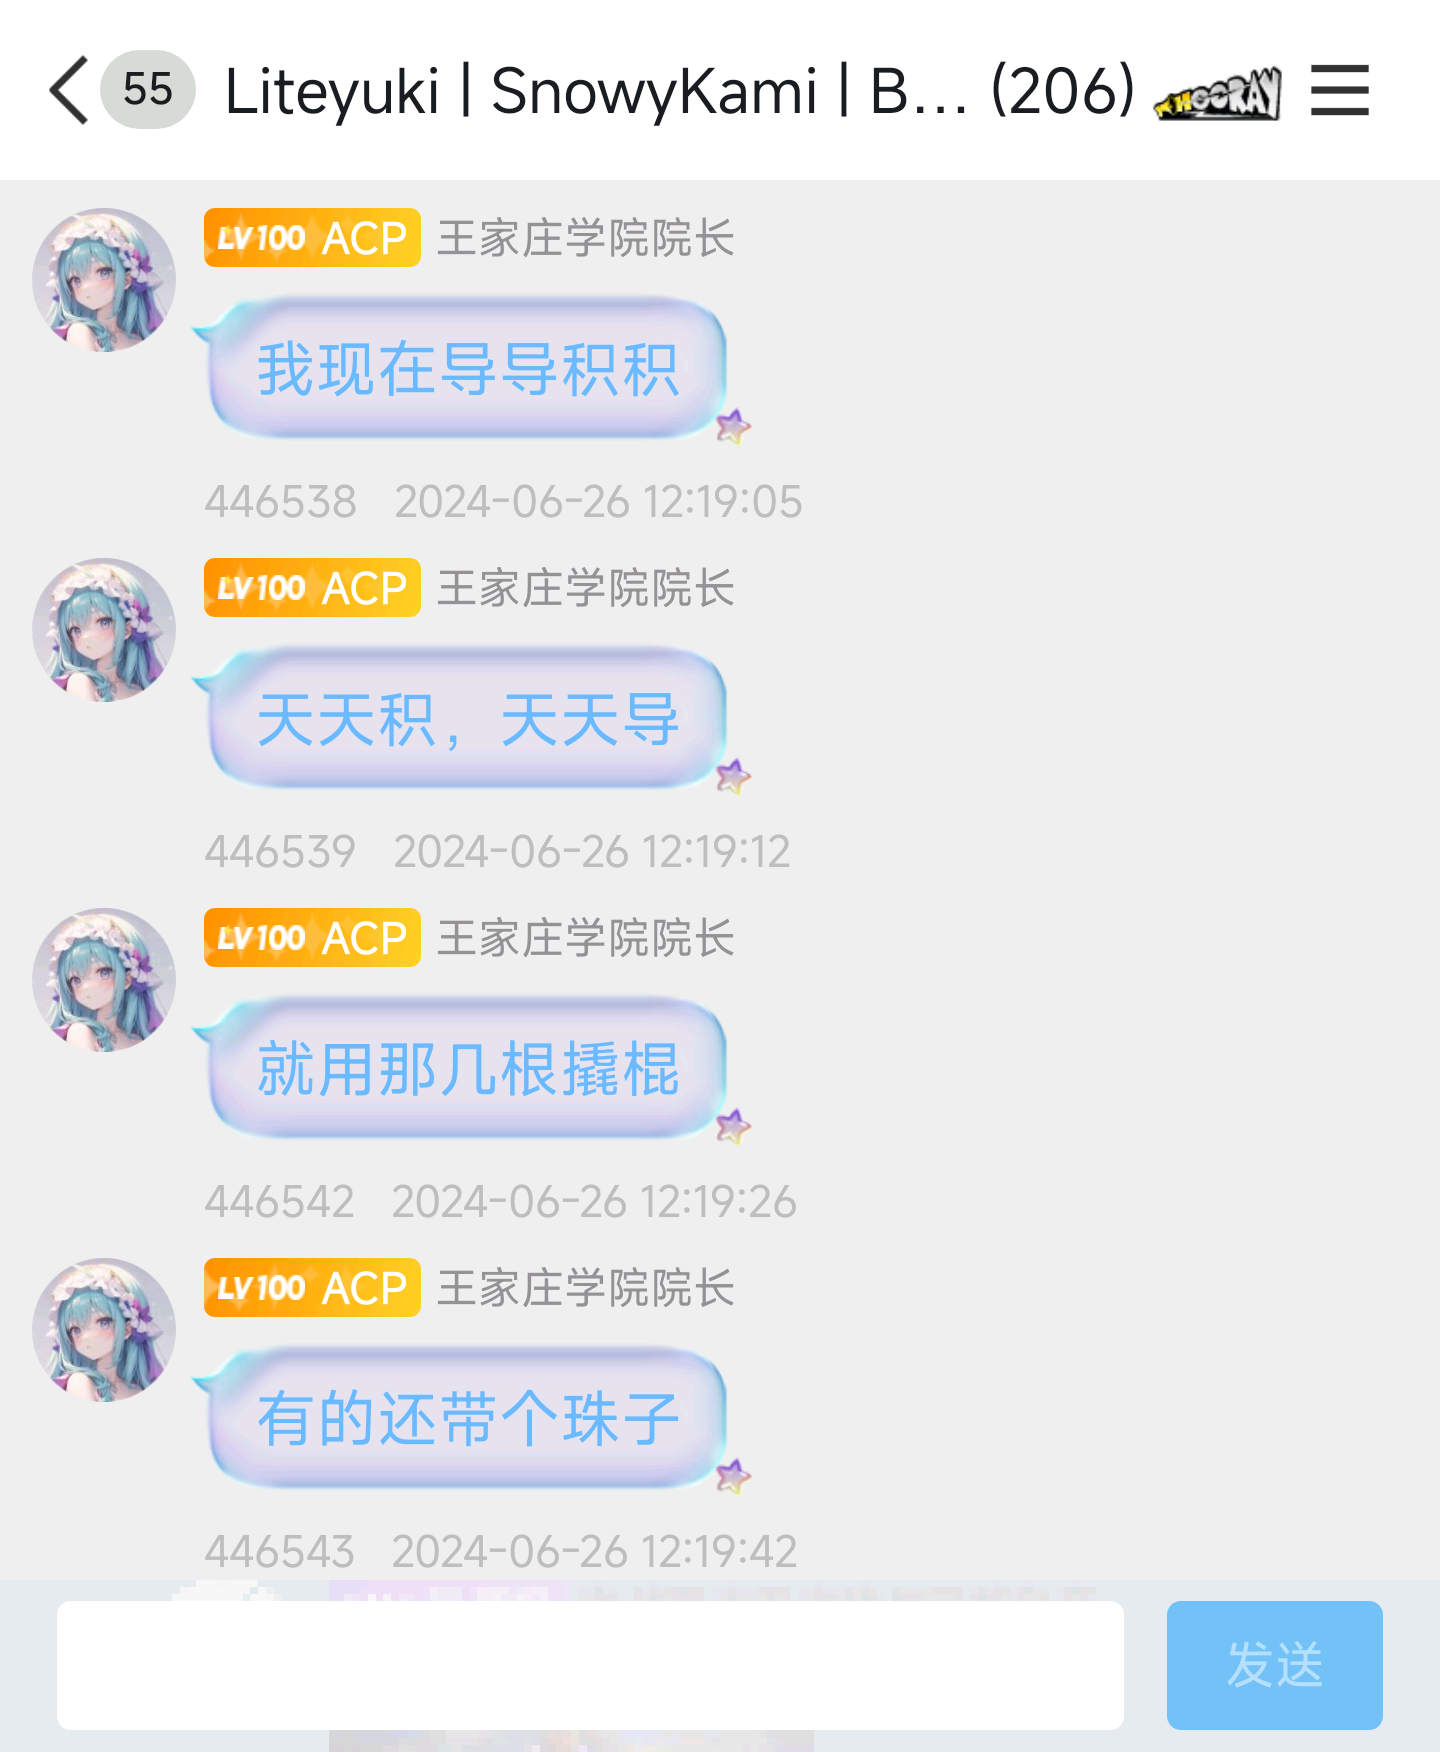 55 Liteyuki | SnowyKami | B... (206) WHOORAY
LV100 ACP 王家庄学院院长
我现在导导积积
446538 2024-06-26 12:19:05
LV100 ACP 王家庄学院院长
天天积，天天导
446539 2024-06-26 12:19:12
LV100 ACP 王家庄学院院长
就用那几根撬棍
446542 2024-06-26 12:19:26
LV100 ACP 王家庄学院院长
有的还带个珠子
446543 2024-06-26 12:19:42
发送